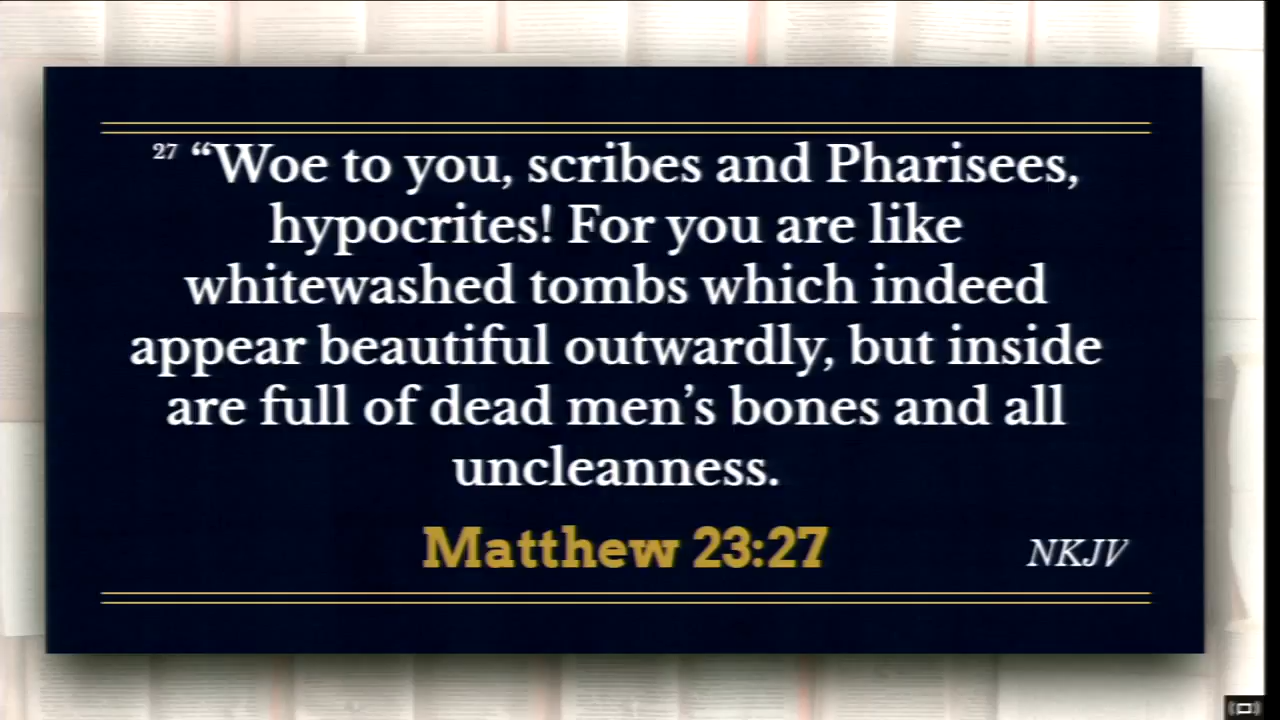 27 “Woe to you, scribes and Pharisees,
hypocrites! For you are like
whitewashed tombs which indeed
appear beautiful outwardly, but inside
are full of dead men’s bones and all
uncleanness.
Matthew 23:27
NKJV